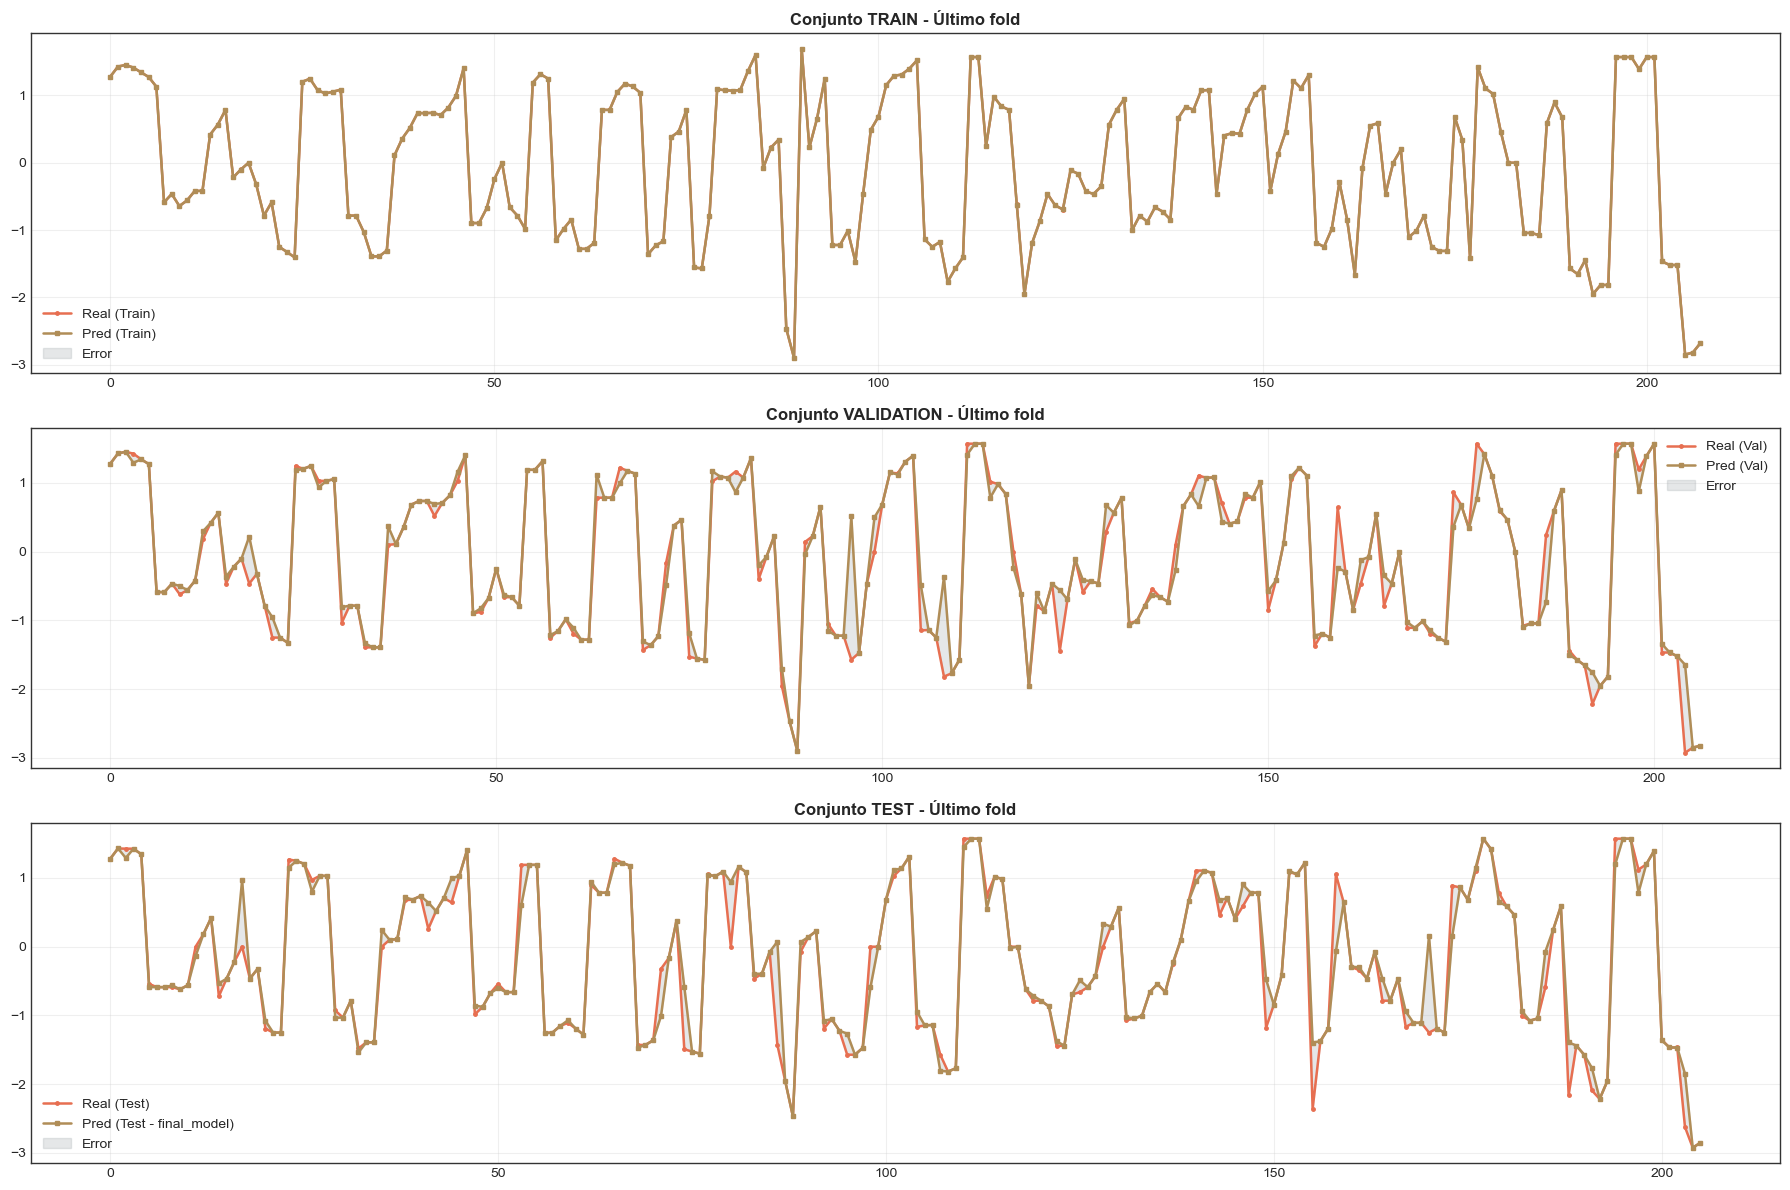 Conjunto TRAIN - Último fold
1
0
−1
−2
−3
Real (Train)
Pred (Train)
Error
0 50 100 150 200
Conjunto VALIDATION - Último fold
1
0
−1
−2
−3
Real (Val)
Pred (Val)
Error
0 50 100 150 200
Conjunto TEST - Último fold
1
0
−1
−2
−3
Real (Test)
Pred (Test - final_model)
Error
0 50 100 150 200